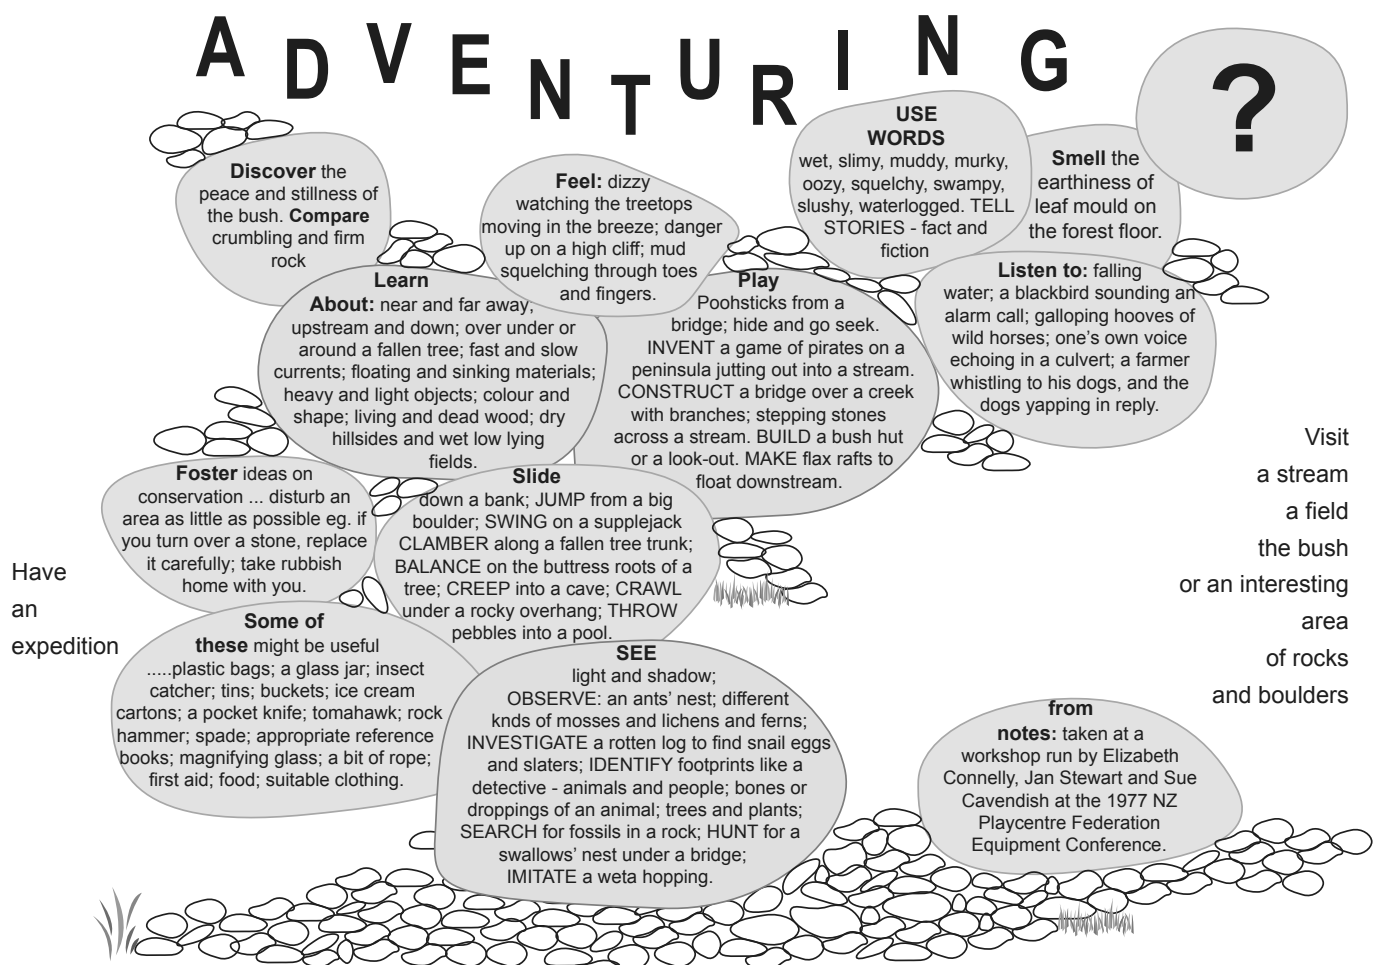 ADVENTURING
?
Discover the
peace and stillness of
the bush. Compare
crumbling and firm
rock
Feel: dizzy
watching the treetops
moving in the breeze; danger
up on a high cliff; mud
squelching through toes
and fingers.
USE
WORDS
wet, slimy, muddy, murky,
oozy, squelchy, swampy,
slushy, waterlogged. TELL
STORIES - fact and
fiction
Smell the
earthiness of
leaf mould on
the forest floor.
Learn
About: near and far away,
upstream and down; over under or
around a fallen tree; fast and slow
currents; floating and sinking materials;
heavy and light objects; colour and
shape; living and dead wood; dry
hillsides and wet low lying
fields.
Play
Poohsticks from a
bridge; hide and go seek.
INVENT a game of pirates on a
peninsula jutting out into a stream.
CONSTRUCT a bridge over a creek
with branches; stepping stones
across a stream. BUILD a bush hut
or a look-out. MAKE flax rafts to
float downstream.
Listen to: falling
water; a blackbird sounding an
alarm call; galloping hooves of
wild horses; one's own voice
echoing in a culvert; a farmer
whistling to his dogs, and the
dogs yapping in reply.
Foster ideas on
conservation ... disturb an
area as little as possible eg. if
you turn over a stone, replace
it carefully; take rubbish
home with you.
Slide
down a bank; JUMP from a big
boulder; SWING on a supplejack
CLAMBER along a fallen tree trunk;
BALANCE on the buttress roots of a
tree; CREEP into a cave; CRAWL
under a rocky overhang; THROW
pebbles into a pool.
Visit
a stream
a field
the bush
or an interesting
area
of rocks
and boulders
Have
an
expedition
Some of
these might be useful
.....plastic bags; a glass jar; insect
catcher; tins; buckets; ice cream
cartons; a pocket knife; tomahawk; rock
hammer; spade; appropriate reference
books; magnifying glass; a bit of rope;
first aid; food; suitable clothing.
SEE
light and shadow;
OBSERVE: an ants' nest; different
knds of mosses and lichens and ferns;
INVESTIGATE a rotten log to find snail eggs
and slaters; IDENTIFY footprints like a
detective - animals and people; bones or
droppings of an animal; trees and plants;
SEARCH for fossils in a rock; HUNT for a
swallows' nest under a bridge;
IMITATE a weta hopping.
from
notes: taken at a
workshop run by Elizabeth
Connelly, Jan Stewart and Sue
Cavendish at the 1977 NZ
Playcentre Federation
Equipment Conference.